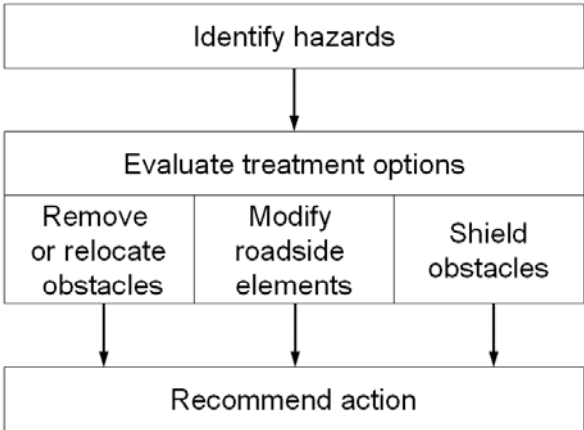 Identify hazards
Evaluate treatment options
Remove
or relocate
obstacles
Modify
roadside
elements
Shield
obstacles
Recommend action